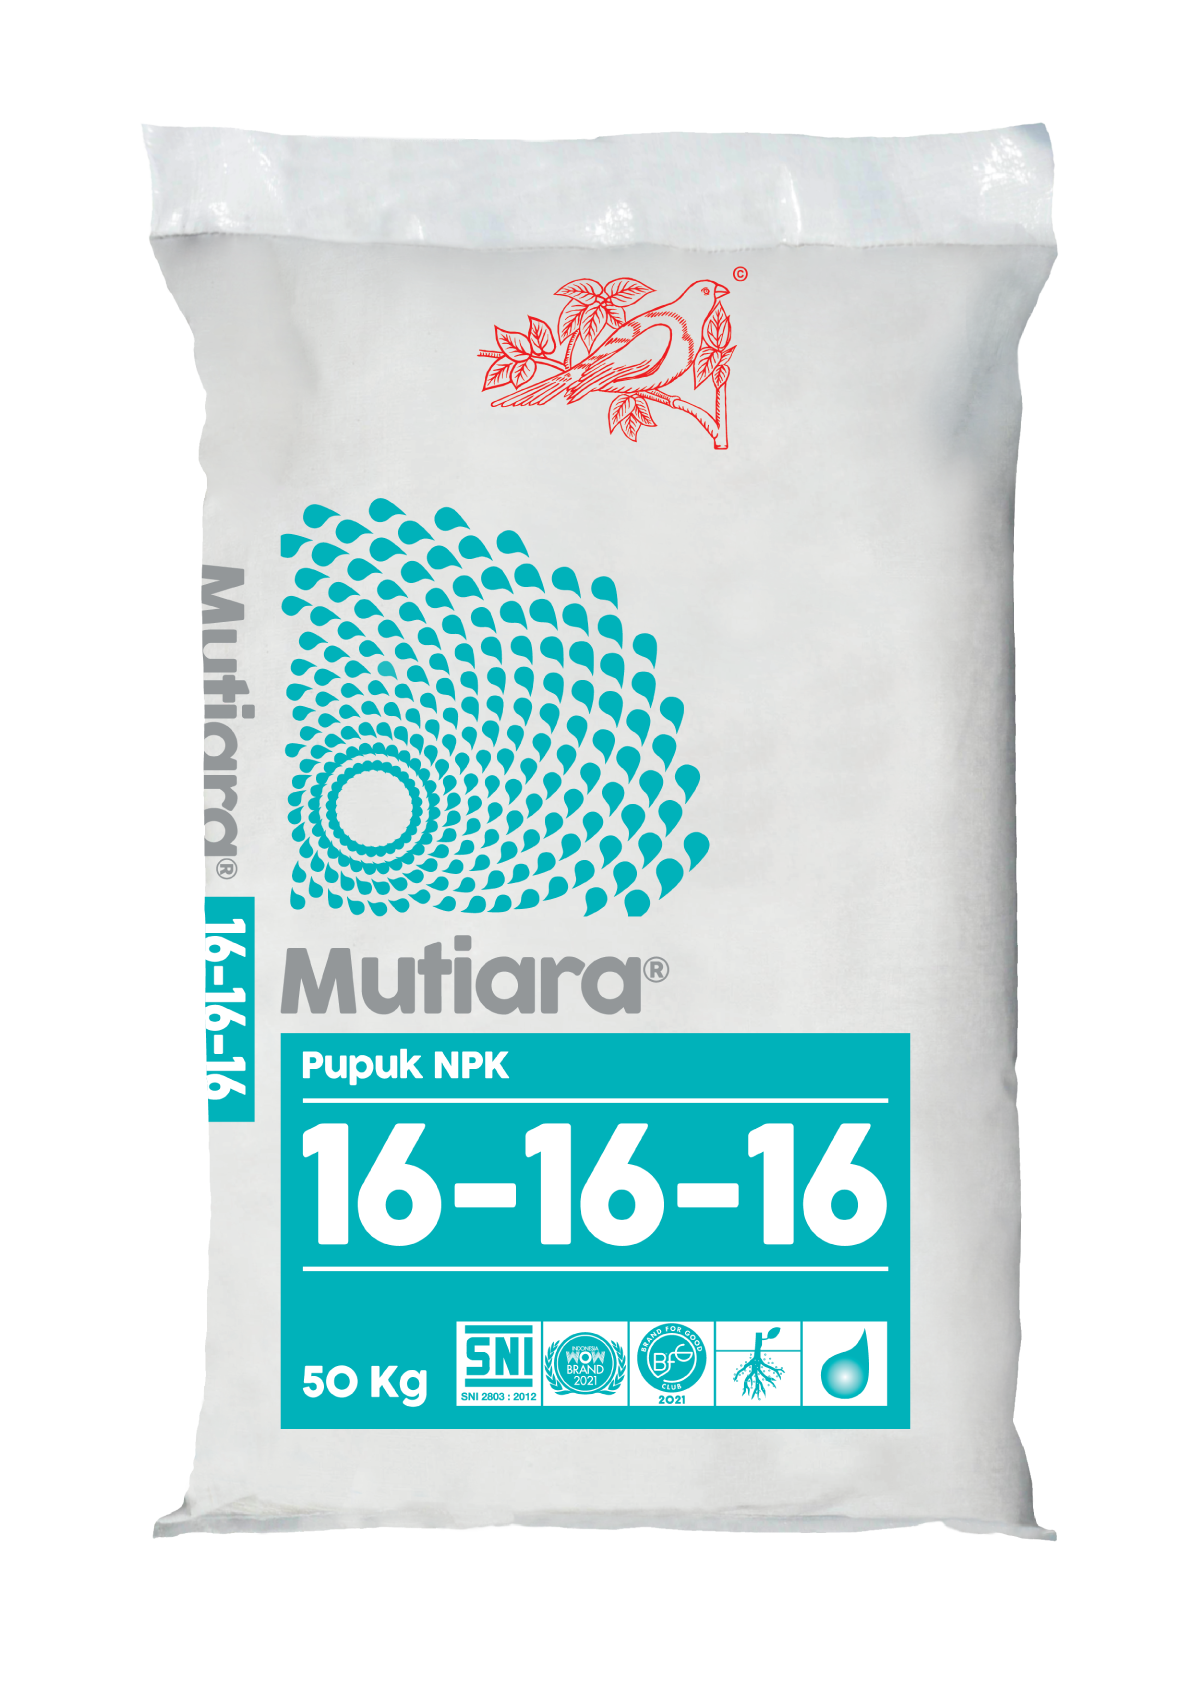 ©
Mutiara®
16-16-16
Mutiara®
Pupuk NPK
16-16-16
50 Kg
SNI
SNI 2803 : 2012
INDONESIA
WOW
BRAND
2021
BRAND FOR GOOD
BfG
CLUB
2021